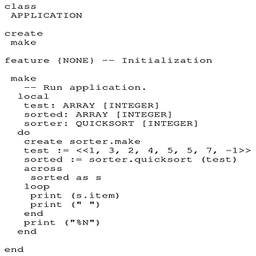 class
APPLICATION
create
make
feature {NONE} -- Initialization
make
-- Run application.
local
test: ARRAY [INTEGER]
sorted: ARRAY [INTEGER]
sorter: QUICKSORT [INTEGER]
do
create sorter.make
test := <<1, 3, 2, 4, 5, 5, 7, -1>>
sorted := sorter.quicksort (test)
across
sorted as s
loop
print (s.item)
print (" ")
end
print ("%N")
end
end